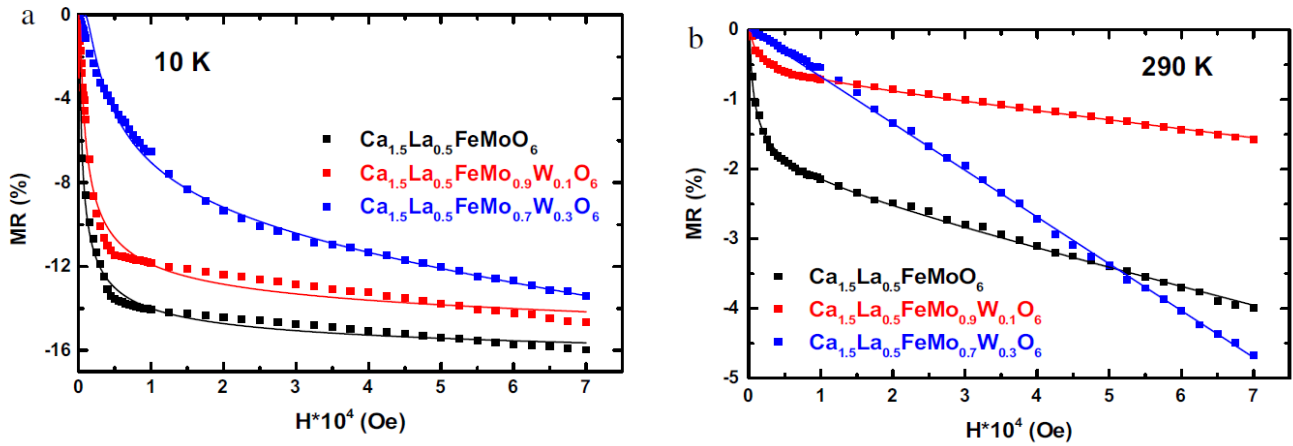 a
10 K
Ca1.5La0.5FeMoO6
Ca1.5La0.5FeMo0.9W0.1O6
Ca1.5La0.5FeMo0.7W0.3O6
MR (%)
0
-4
-8
-12
-16
0 1 2 3 4 5 6 7
H*10^4 (Oe)
b
290 K
Ca1.5La0.5FeMoO6
Ca1.5La0.5FeMo0.9W0.1O6
Ca1.5La0.5FeMo0.7W0.3O6
MR (%)
0
-1
-2
-3
-4
-5
0 1 2 3 4 5 6 7
H*10^4 (Oe)